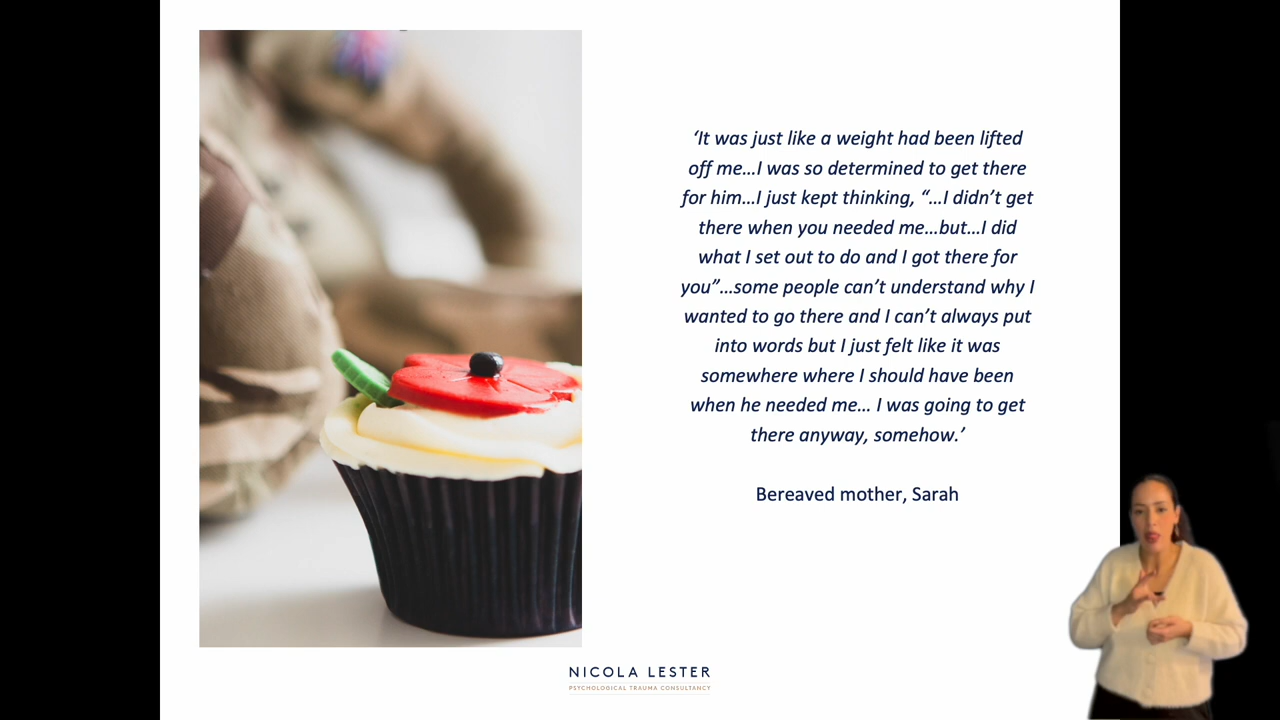 ‘It was just like a weight had been lifted
off me...I was so determined to get there
for him...I just kept thinking, “...I didn’t get
there when you needed me...but...I did
what I set out to do and I got there for
you”...some people can’t understand why I
wanted to go there and I can’t always put
into words but I just felt like it was
somewhere where I should have been
when he needed me... I was going to get
there anyway, somehow.’
Bereaved mother, Sarah
NICOLA LESTER
PSYCHOLOGICAL TRAUMA CONSULTANCY